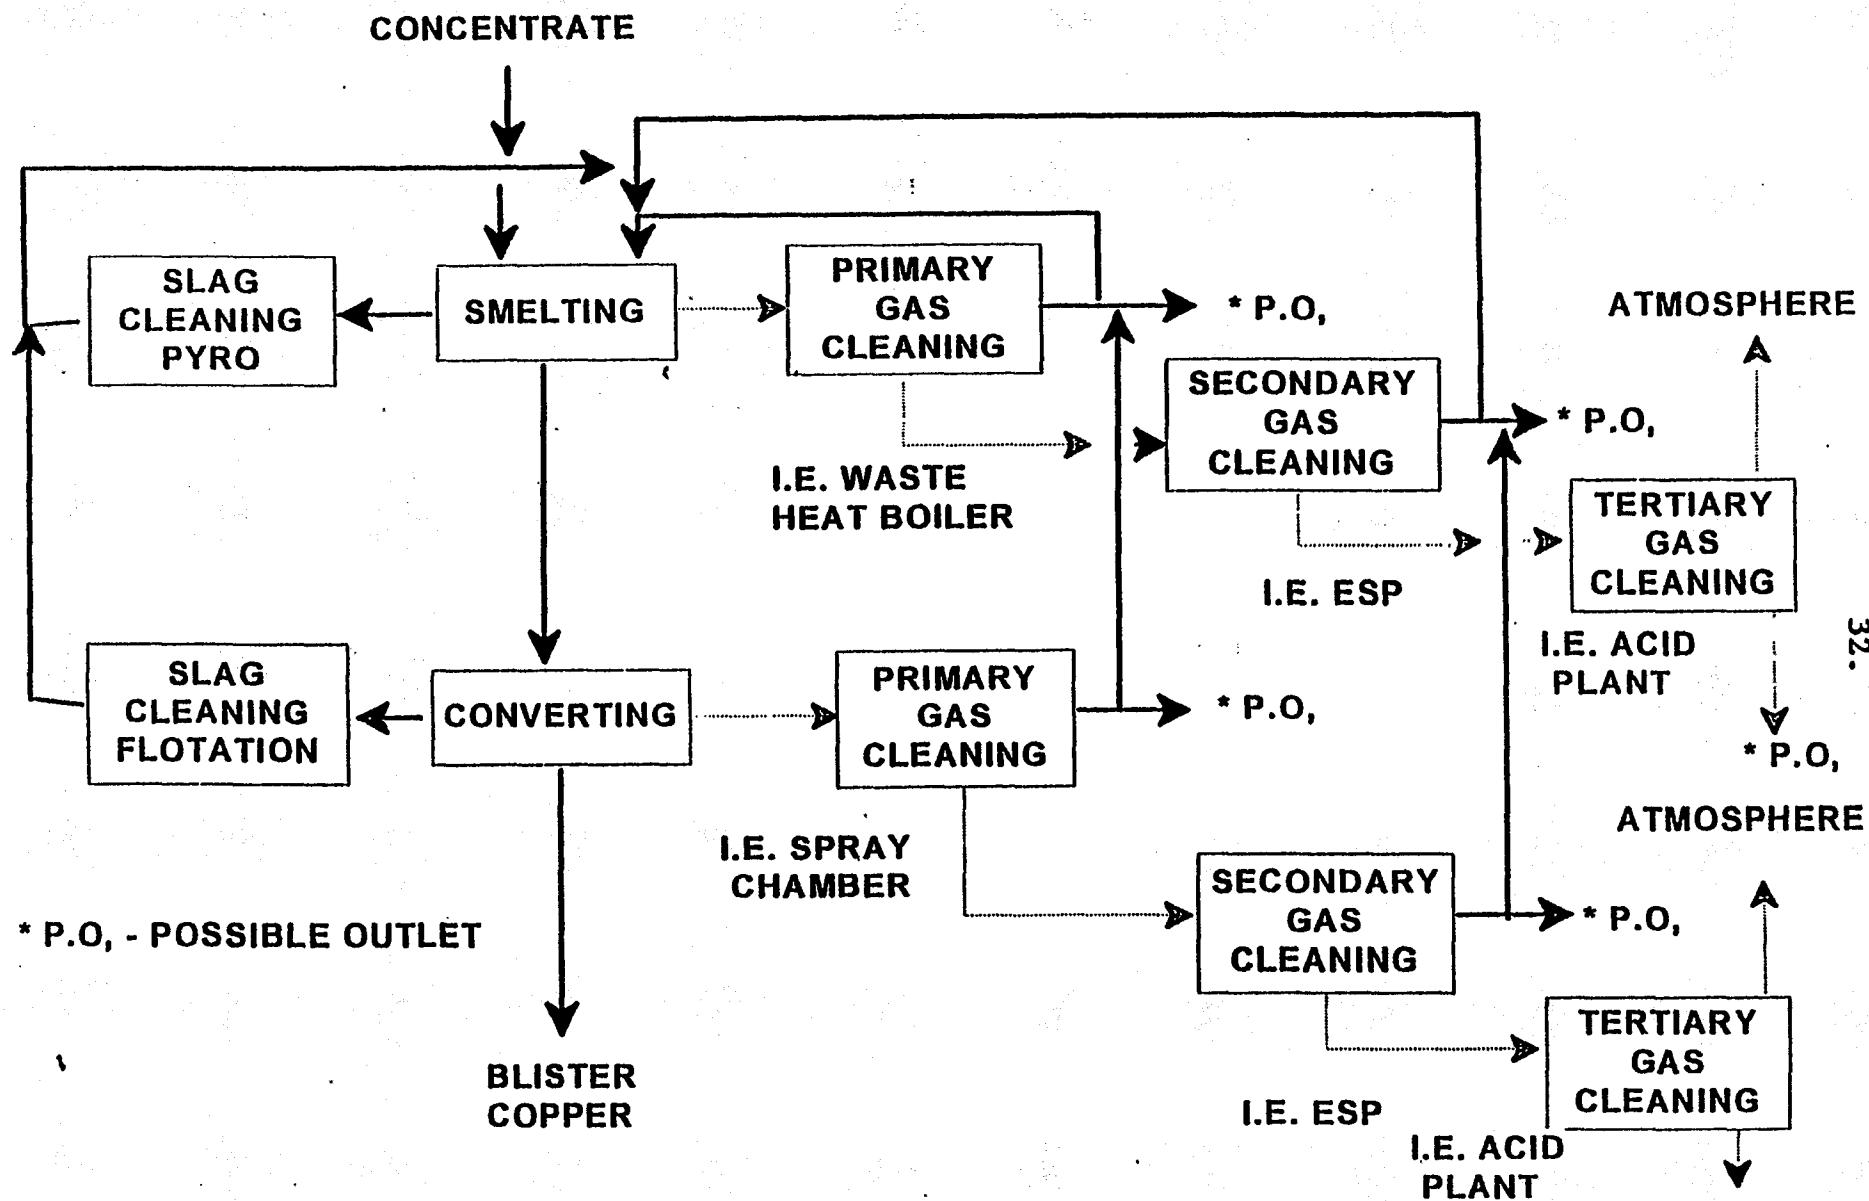 CONCENTRATE
SLAG
CLEANING
PYRO
SMELTING
PRIMARY
GAS
CLEANING
* P.O,
ATMOSPHERE
SECONDARY
GAS
CLEANING
* P.O,
I.E. WASTE
HEAT BOILER
TERTIARY
GAS
CLEANING
I.E. ESP
I.E. ACID
PLANT
32.
SLAG
CLEANING
FLOTATION
CONVERTING
PRIMARY
GAS
CLEANING
* P.O,
* P.O,
ATMOSPHERE
I.E. SPRAY
CHAMBER
SECONDARY
GAS
CLEANING
* P.O,
* P.O, - POSSIBLE OUTLET
BLISTER
COPPER
TERTIARY
GAS
CLEANING
I.E. ESP
I.E. ACID
PLANT